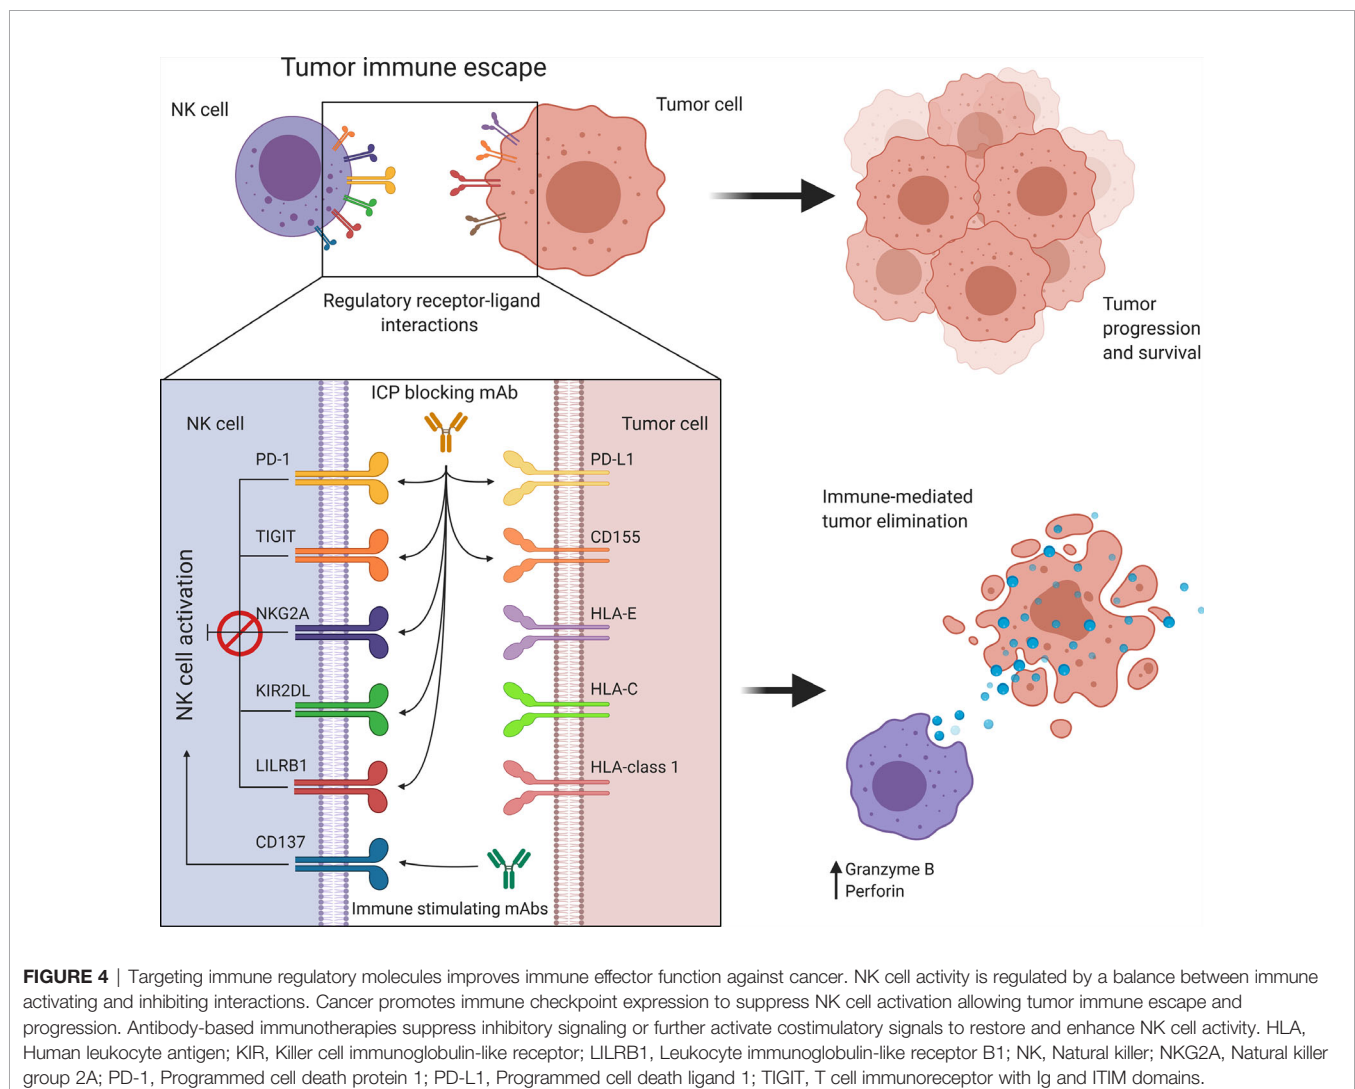 Tumor immune escape
NK cell
Tumor cell
Regulatory receptor-ligand
interactions
Tumor
progression
and survival
ICP blocking mAb
NK cell
Tumor cell
PD-1
PD-L1
TIGIT
CD155
NKG2A
HLA-E
KIR2DL
HLA-C
LILRB1
HLA-class 1
CD137
NK cell activation
Immune stimulating mAbs
Immune-mediated
tumor elimination
Granzyme B
Perforin
FIGURE 4 | Targeting immune regulatory molecules improves immune effector function against cancer. NK cell activity is regulated by a balance between immune
activating and inhibiting interactions. Cancer promotes immune checkpoint expression to suppress NK cell activation allowing tumor immune escape and
progression. Antibody-based immunotherapies suppress inhibitory signaling or further activate costimulatory signals to restore and enhance NK cell activity. HLA,
Human leukocyte antigen; KIR, Killer cell immunoglobulin-like receptor; LILRB1, Leukocyte immunoglobulin-like receptor B1; NK, Natural killer; NKG2A, Natural killer
group 2A; PD-1, Programmed cell death protein 1; PD-L1, Programmed cell death ligand 1; TIGIT, T cell immunoreceptor with Ig and ITIM domains.